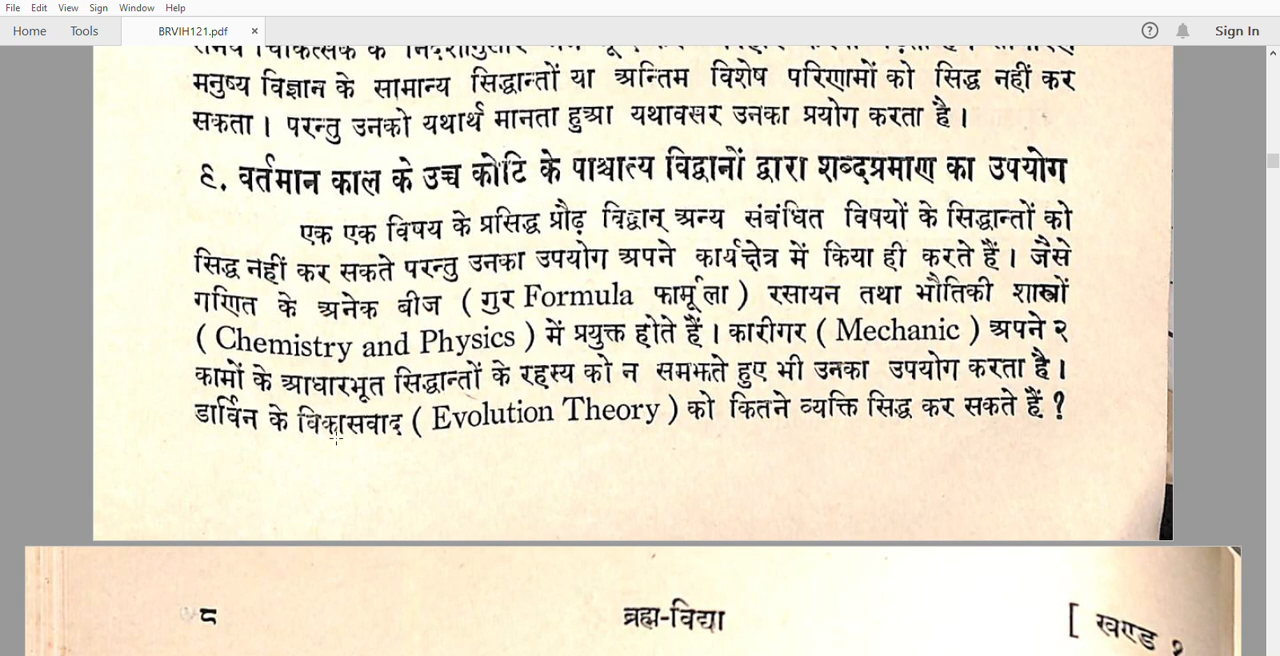 File Edit View Sign Window Help
Home Tools BRVIH121.pdf × ? Sign In
मनुष्य विज्ञान के सामान्य सिद्धान्तों या अन्तिम विशेष परिणामों को सिद्ध नहीं कर
सकता। परन्तु उनको यथार्थ मानता हुआ यथावसर उनका प्रयोग करता है।
९. वर्तमान काल के उच्च कोटि के पाश्चात्य विद्वानों द्वारा शब्दप्रमाण का उपयोग
एक एक विषय के प्रसिद्ध प्रौढ़ विद्वान् अन्य संबंधित विषयों के सिद्धान्तों को
सिद्ध नहीं कर सकते परन्तु उनका उपयोग अपने कार्यक्षेत्र में किया ही करते हैं। जैसे
गणित के अनेक बीज ( गुर Formula फार्मूला ) रसायन तथा भौतिकी शास्त्रों
( Chemistry and Physics ) में प्रयुक्त होते हैं। कारीगर ( Mechanic ) अपने २
कामों के आधारभूत सिद्धान्तों के रहस्य को न समझते हुए भी उनका उपयोग करता है।
डार्विन के विकासवाद ( Evolution Theory ) को कितने व्यक्ति सिद्ध कर सकते हैं ?
८ ब्रह्म-विद्या [ खण्ड १